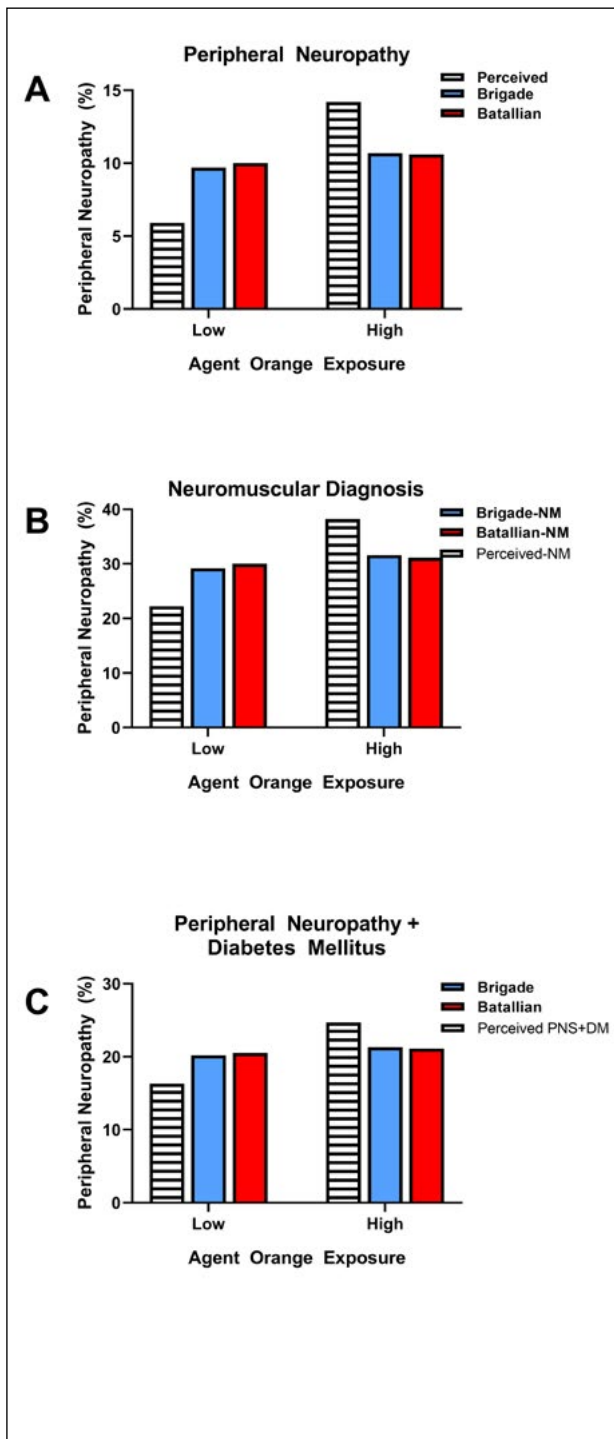 A
Peripheral Neuropathy
Perceived
Brigade
Batallian
Peripheral Neuropathy (%)
15
10
5
0
Low
High
Agent Orange Exposure
B
Neuromuscular Diagnosis
Brigade-NM
Batallian-NM
Perceived-NM
Peripheral Neuropathy (%)
40
30
20
10
0
Low
High
Agent Orange Exposure
C
Peripheral Neuropathy +
Diabetes Mellitus
Brigade
Batallian
Perceived PNS+DM
Peripheral Neuropathy (%)
30
20
10
0
Low
High
Agent Orange Exposure